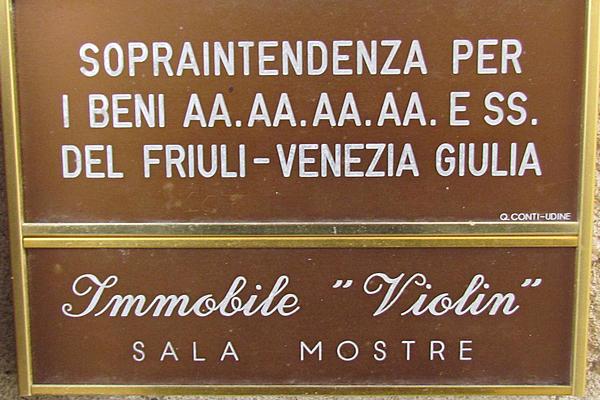 SOPRAINTENDENZA PER
I BENI AA.AA.AA.AA. E SS.
DEL FRIULI-VENEZIA GIULIA
Q. CONTI-UDINE
Immobile "Violin"
SALA MOSTRE